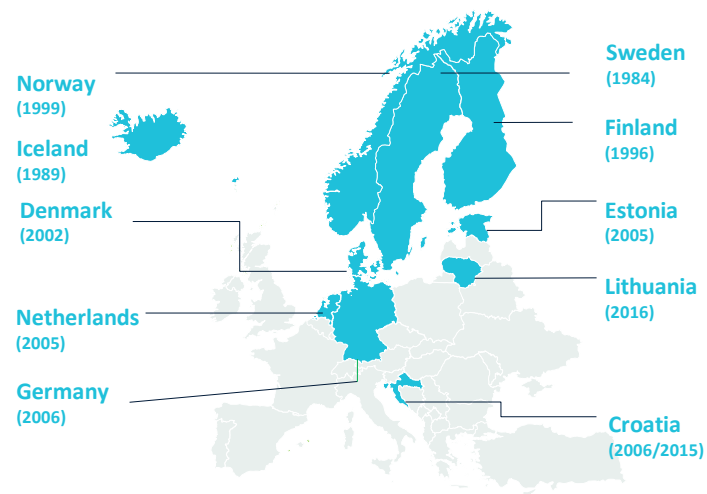 Norway
(1999)
Iceland
(1989)
Denmark
(2002)
Netherlands
(2005)
Germany
(2006)
Sweden
(1984)
Finland
(1996)
Estonia
(2005)
Lithuania
(2016)
Croatia
(2006/2015)